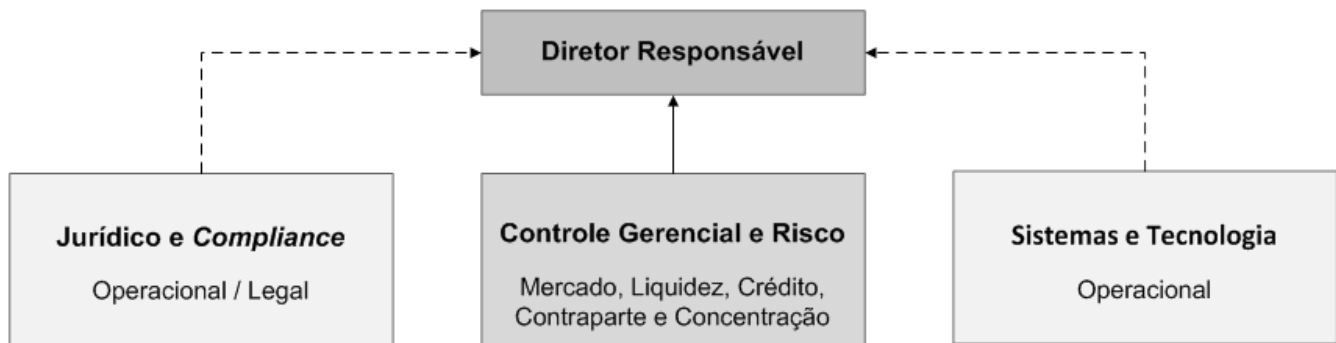 Diretor Responsável
Jurídico e Compliance
Operacional / Legal
Controle Gerencial e Risco
Mercado, Liquidez, Crédito,
Contraparte e Concentração
Sistemas e Tecnologia
Operacional